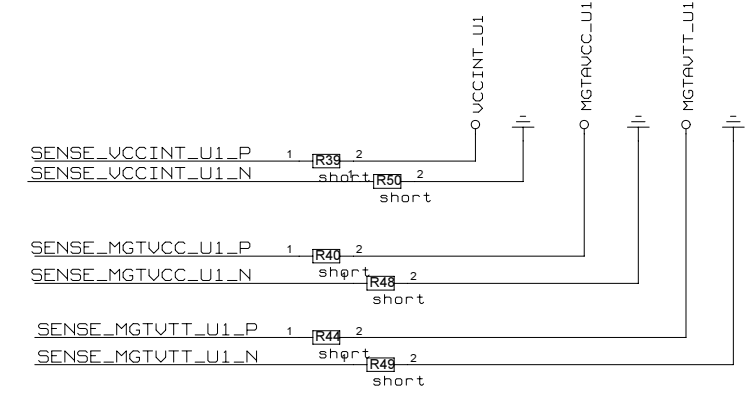 VCCINT_U1
MGTAVCC_U1
MGTAVTT_U1
SENSE_VCCINT_U1_P 1 R39 2
short
SENSE_VCCINT_U1_N 1 R50 2
short
SENSE_MGTVCC_U1_P 1 R40 2
short
SENSE_MGTVCC_U1_N 1 R48 2
short
SENSE_MGTVTT_U1_P 1 R44 2
short
SENSE_MGTVTT_U1_N 1 R49 2
short